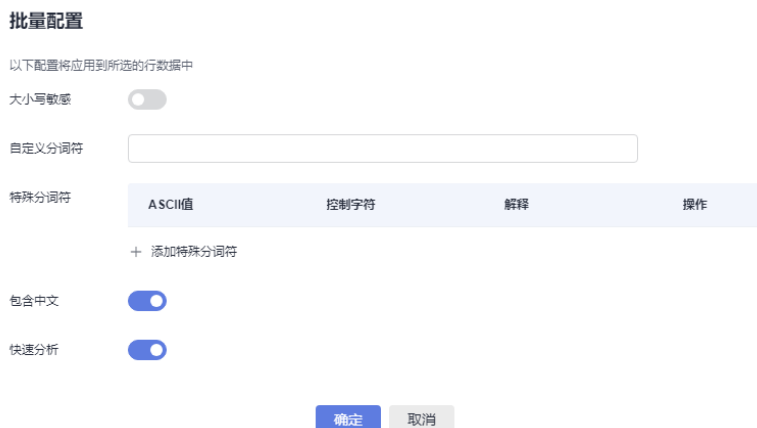 批量配置
以下配置将应用到所选的行数据中
大小写敏感
自定义分词符
特殊分词符 ASCII值 控制字符 解释 操作
+ 添加特殊分词符
包含中文
快速分析
确定 取消